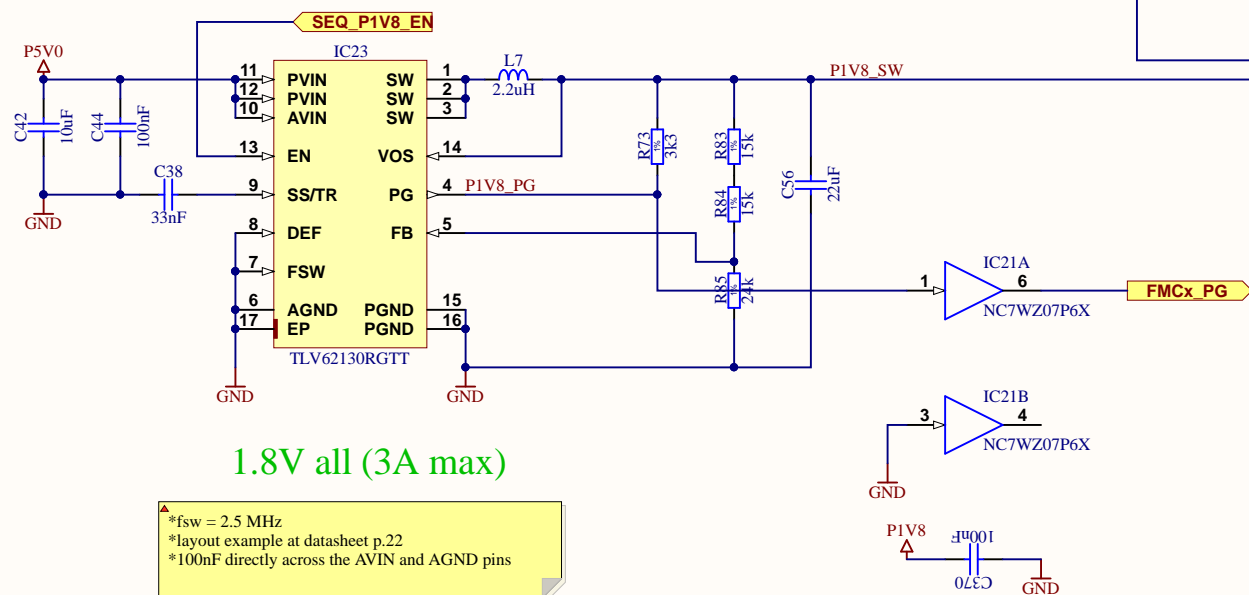 SEQ_P1V8_EN
P5V0
IC23
L7
2.2uH
P1V8_SW
11 PVIN SW 1
12 PVIN SW 2
10 AVIN SW 3
13 EN VOS 14
9 SS/TR PG 4
8 DEF FB 5
7 FSW
6 AGND PGND 15
17 EP PGND 16
TLV62130RGTT
C42
10uF
C44
100nF
C38
33nF
GND
GND
GND
P1V8_PG
R73
1%
3k3
R83
1%
15k
R84
1%
15k
R85
1%
24k
C56
22uF
IC21A
1
6
NC7WZ07P6X
FMCx_PG
IC21B
3
4
NC7WZ07P6X
GND
1.8V all (3A max)
*fsw = 2.5 MHz
*layout example at datasheet p.22
*100nF directly across the AVIN and AGND pins
P1V8
100nF
C370
GND